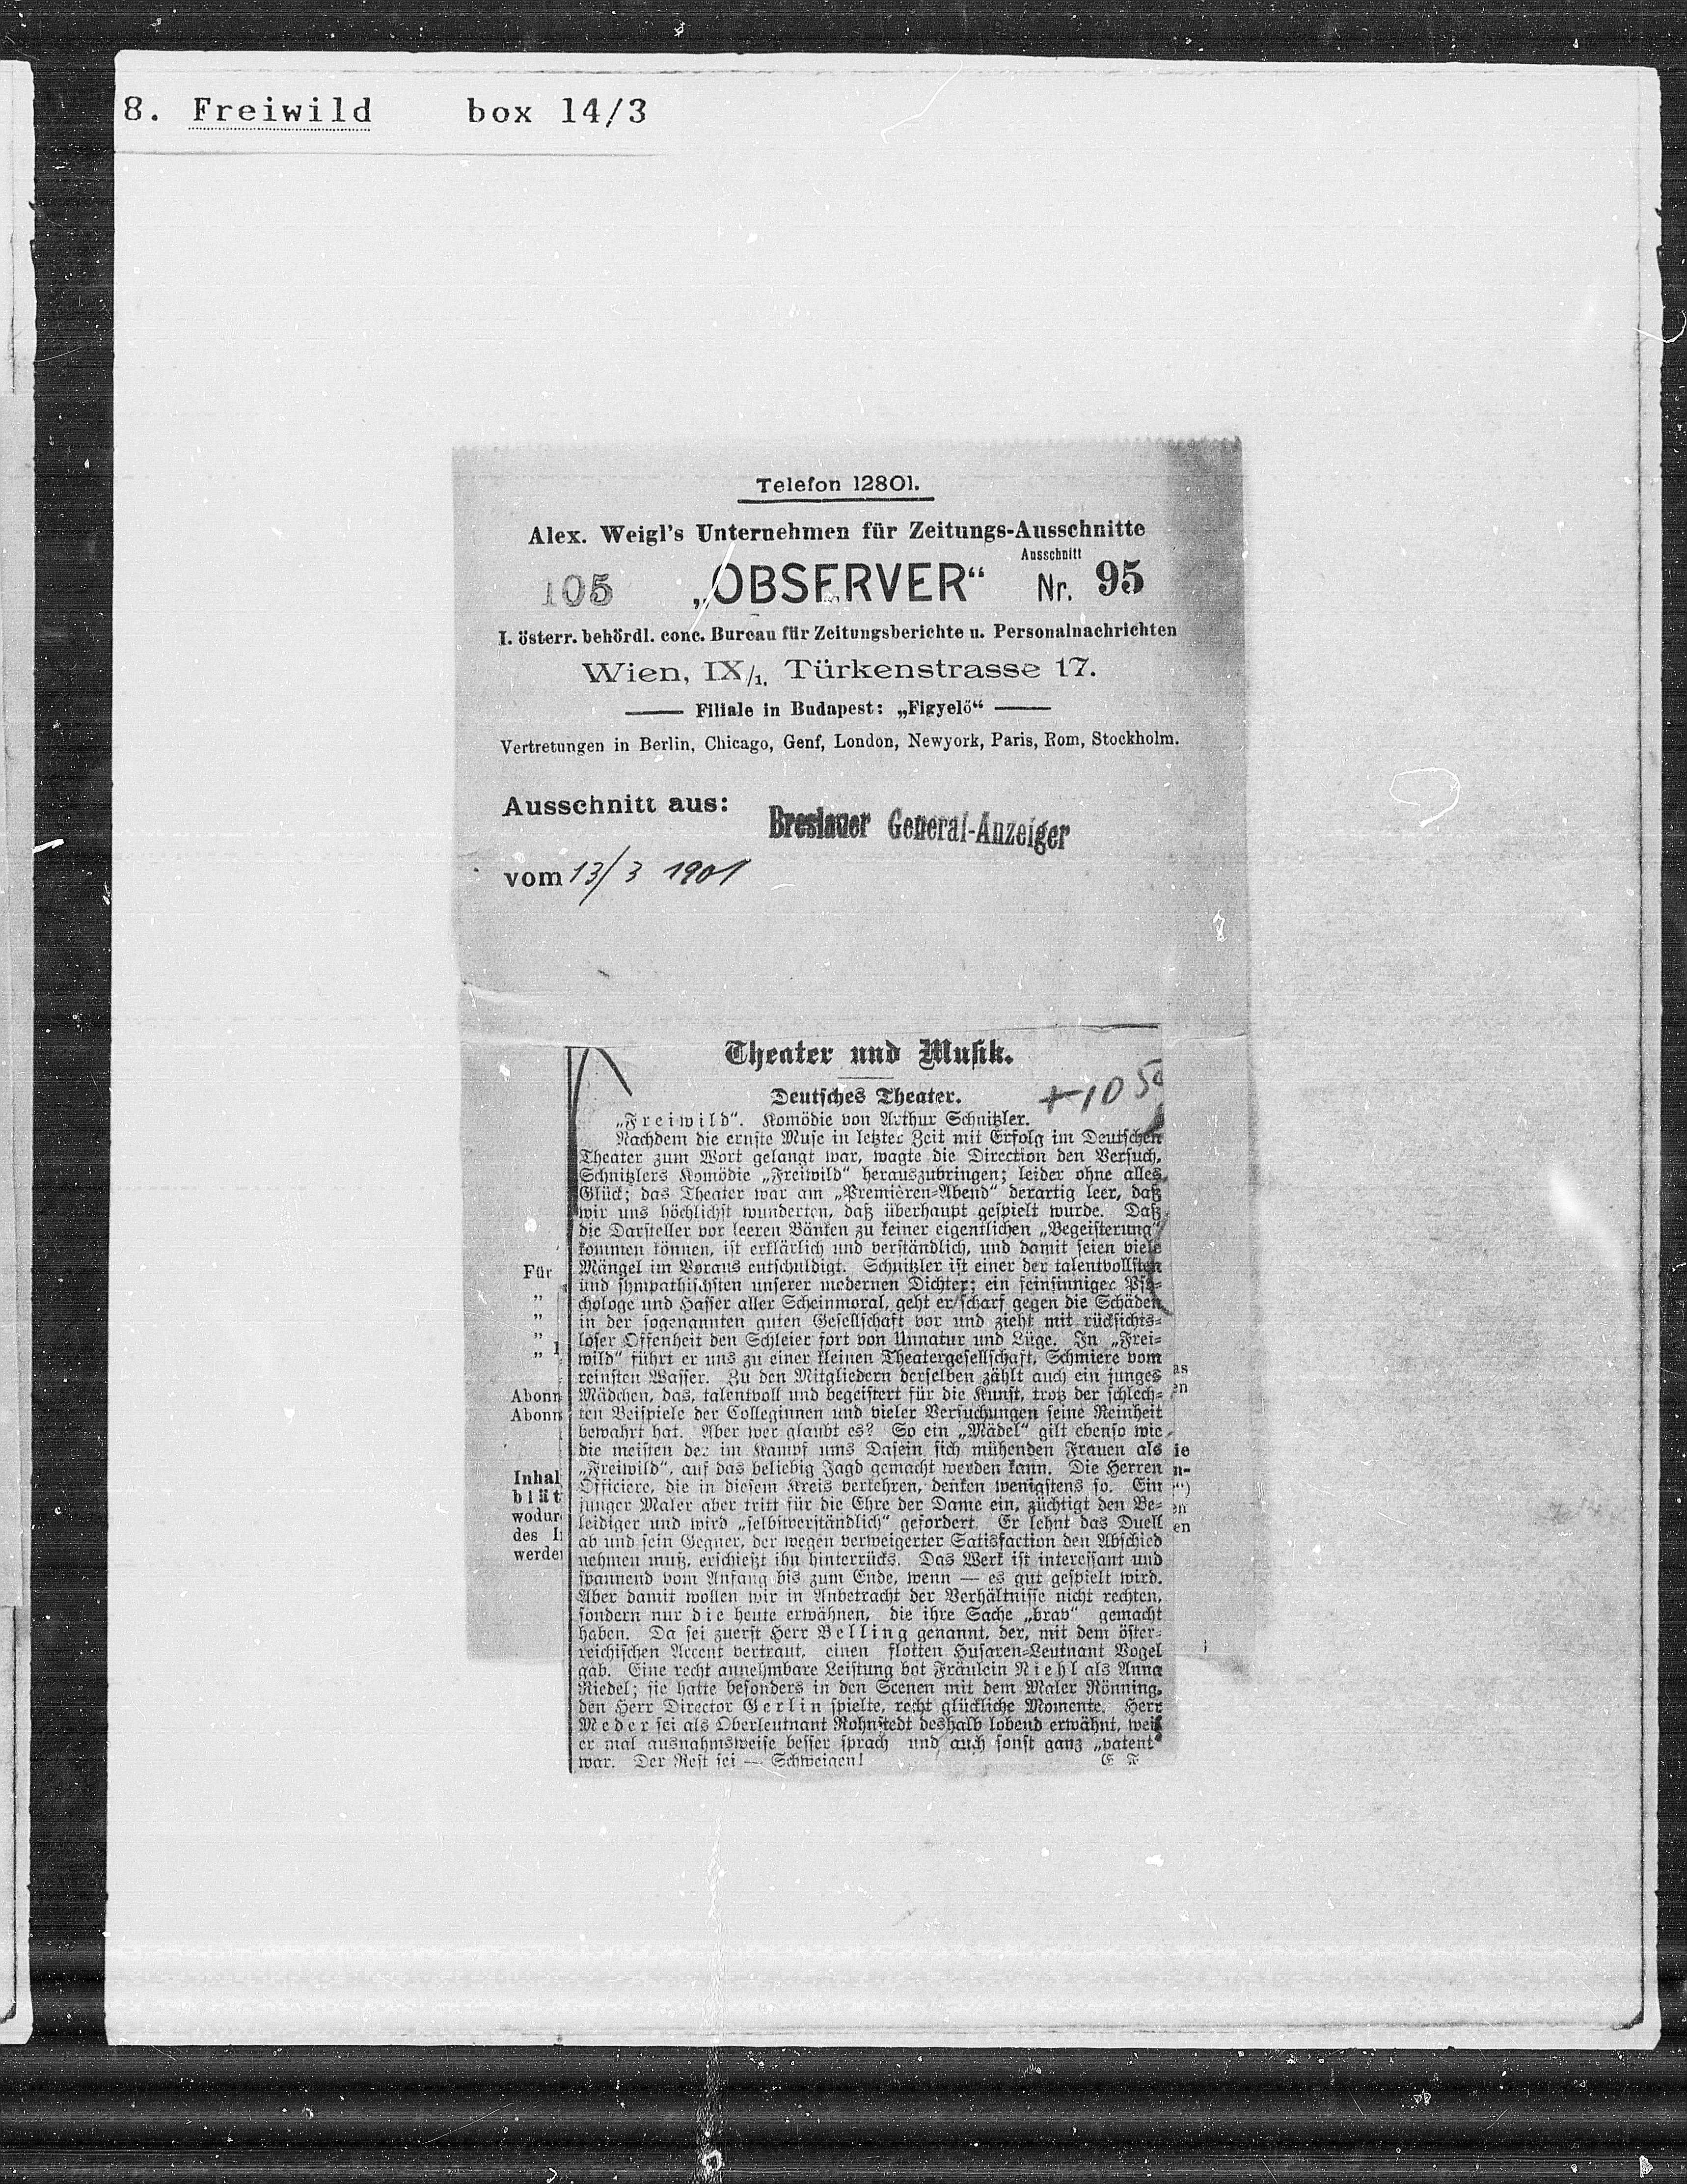 8. Freiwild box 14/3
Telefon 12801.
Alex. Weigl's Unternehmen für Zeitungs-Ausschnitte
105 „OBSERVER“ Ausschnitt Nr. 95
I. österr. behördl. conc. Bureau für Zeitungsberichte u. Personalnachrichten
Wien, IX/1, Türkenstrasse 17.
Filiale in Budapest: „Figyelő“
Vertretungen in Berlin, Chicago, Genf, London, Newyork, Paris, Rom, Stockholm.
Ausschnitt aus: Breslauer General-Anzeiger
vom 13/3 1901
Theater und Musik.
+10 50
Deutsches Theater.
„Freiwild“. Komödie von Arthur Schnitzler.
Nachdem die ernste Muse in letzter Zeit mit Erfolg im Deutschen
Theater zum Wort gelangt war, wagte die Direction den Versuch,
Schnitzlers Komödie „Freiwild“ herauszubringen; leider ohne alles
Glück; das Theater war am „Premièren-Abend“ derartig leer, daß
wir uns höchlichst wunderten, daß überhaupt gespielt wurde. Daß
die Darsteller vor leeren Bänken zu keiner eigentlichen „Begeisterung“
kommen können, ist erklärlich und verständlich, und damit seien viele
Mängel im Voraus entschuldigt. Schnitzler ist einer der talentvollsten
und sympathischsten unserer modernen Dichter; ein feinsinniger Psy-
chologe und Hasser aller Scheinmoral, geht er scharf gegen die Schäden
in der sogenannten guten Gesellschaft vor und zieht mit rücksichts-
loser Offenheit den Schleier fort von Unnatur und Lüge. In „Frei-
wild“ führt er uns zu einer kleinen Theatergesellschaft, Schmiere vom
reinsten Wasser. Zu den Mitgliedern derselben zählt auch ein junges
Mädchen, das, talentvoll und begeistert für die Kunst, trotz der schlech-
ten Beispiele der Colleginnen und vieler Versuchungen seine Reinheit
bewahrt hat. Aber wer glaubt es? So ein „Mädel“ gilt ebenso wie
die meisten der im Kampf ums Dasein sich mühenden Frauen als
„Freiwild“, auf das beliebig Jagd gemacht werden kann. Die Herren
Officiere, die in diesem Kreis verkehren, denken wenigstens so. Ein
junger Maler aber tritt für die Ehre der Dame ein, züchtigt den Be-
leidiger und wird „selbstverständlich“ gefordert. Er lehnt das Duell
ab und sein Gegner, der wegen verweigerter Satisfaction den Abschied
nehmen muß, erschießt ihn hinterrücks. Das Werk ist interessant und
spannend vom Anfang bis zum Ende, wenn — es gut gespielt wird.
Aber damit wollen wir in Anbetracht der Verhältnisse nicht rechten,
sondern nur die heute erwähnen, die ihre Sache „brav“ gemacht
haben. Da sei zuerst Herr Belling genannt, der, mit dem öster-
reichischen Accent vertraut, einen flotten Husaren-Leutnant Vogel
gab. Eine recht annehmbare Leistung bot Fräulein Riehl als Anna
Riedel; sie hatte besonders in den Scenen mit dem Maler Rönning,
den Herr Director Gerlin spielte, recht glückliche Momente. Herr
Meder sei als Oberleutnant Rohnstedt deshalb lobend erwähnt, weil
er mal ausnahmsweise besser sprach und auch sonst ganz „patent“
war. Der Rest sei — Schweigen!
Für
„
„
„
„ 1
Abonn
Abonn
Inhal
blät
wodur
des I
werde
as
en
ie
n-
“)
en
en